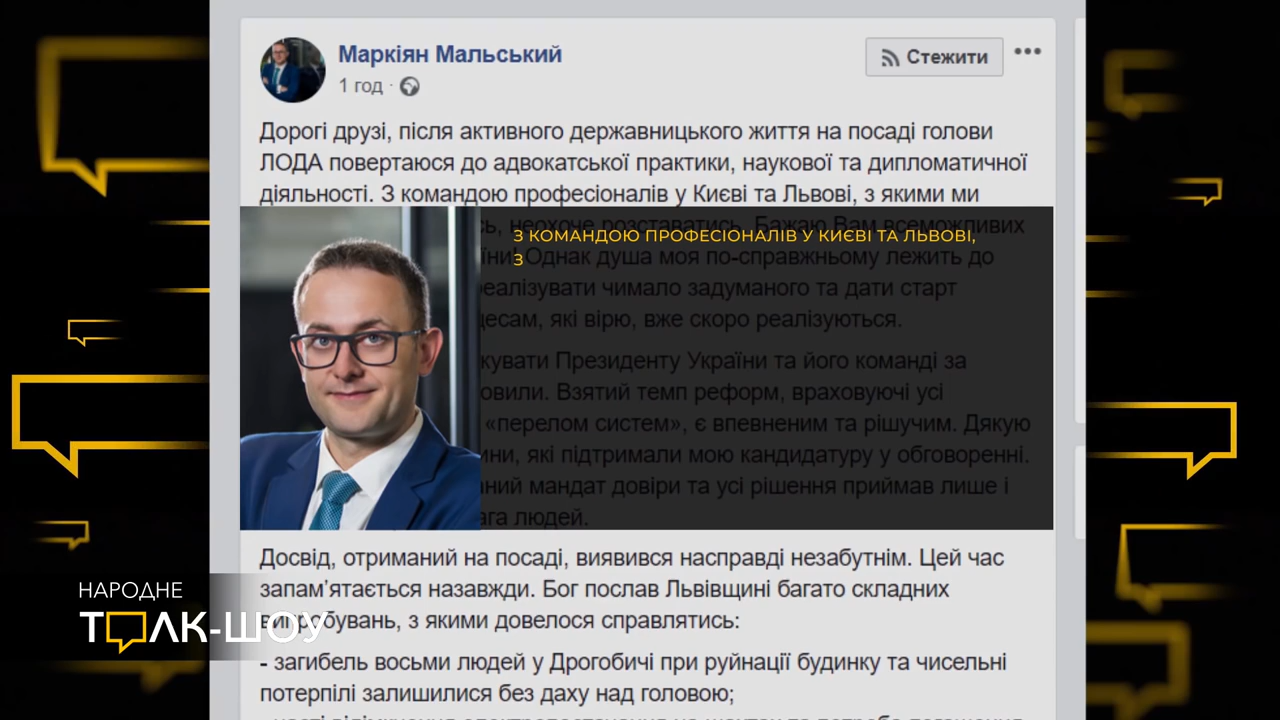 Маркіян Мальський
1 год ·
Стежити
Дорогі друзі, після активного державницького життя на посаді голови
ЛОДА повертаюся до адвокатської практики, наукової та дипломатичної
діяльності. З командою професіоналів у Києві та Львові, з якими ми
неохоче розставатись. Бажаю Вам всеможливих
Однак душа моя по-справжньому лежить до
реалізувати чимало задуманого та дати старт
які вірю, вже скоро реалізуються.
Президенту України та його команді за
Взятий темп реформ, враховуючі усі
«перелом систем», є впевненим та рішучим. Дякую
які підтримали мою кандидатуру у обговоренні.
мандат довіри та усі рішення приймав лише і
людей.
З КОМАНДОЮ ПРОФЕСІОНАЛІВ У КИЄВІ ТА ЛЬВОВІ,
З
Досвід, отриманий на посаді, виявився насправді незабутнім. Цей час
запам’ятається назавжди. Бог послав Львівщині багато складних
випробувань, з якими довелося справлятись:
- загибель восьми людей у Дрогобичі при руйнації будинку та чисельні
потерпілі залишилися без даху над головою;
НАРОДНЕ
ТОЛК-ШОУ